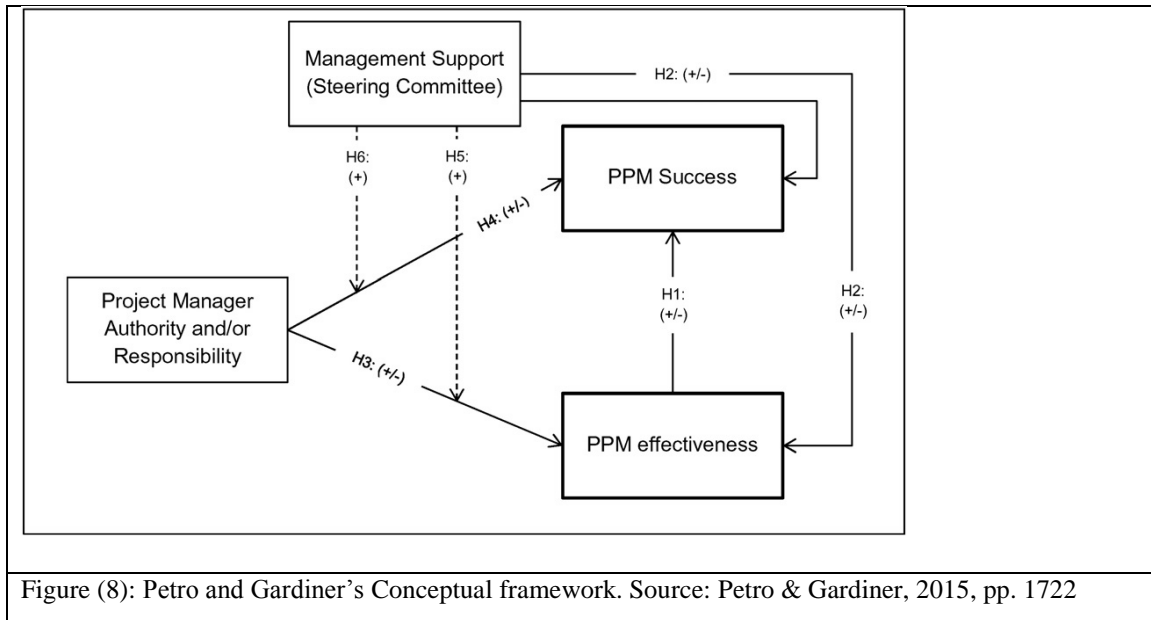 Management Support
(Steering Committee)
H2: (+/-)
H6:
(+)
H5:
(+)
PPM Success
H4: (+/-)
Project Manager
Authority and/or
Responsibility
H1:
(+/-)
H2:
(+/-)
H3: (+/-)
PPM effectiveness
Figure (8): Petro and Gardiner’s Conceptual framework. Source: Petro & Gardiner, 2015, pp. 1722